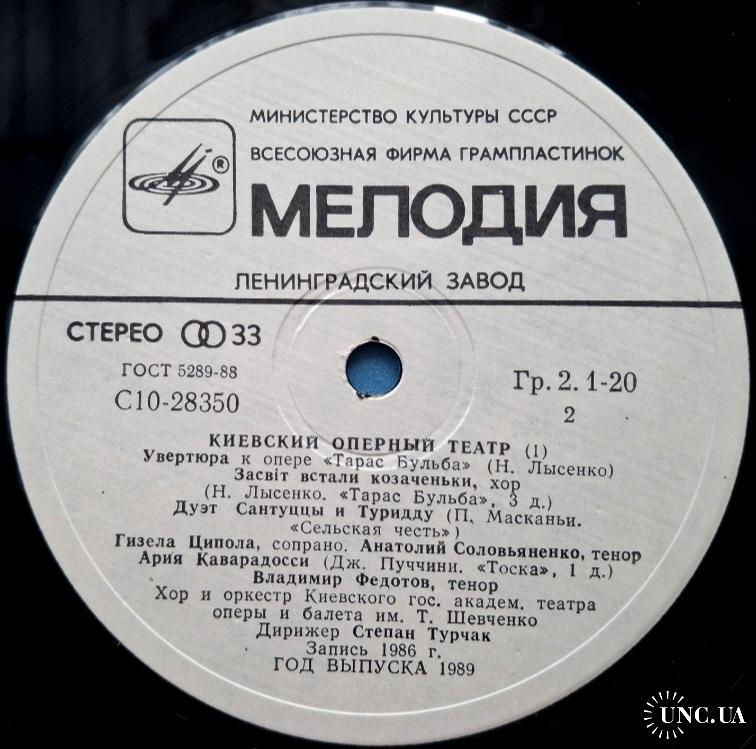 МИНИСТЕРСТВО КУЛЬТУРЫ СССР
ВСЕСОЮЗНАЯ ФИРМА ГРАМПЛАСТИНОК
®
МЕЛОДИЯ
ЛЕНИНГРАДСКИЙ ЗАВОД
СТЕРЕО 33
ГОСТ 5289-88
С10-28350
Гр. 2. 1-20
2
КИЕВСКИЙ ОПЕРНЫЙ ТЕАТР (1)
Увертюра к опере «Тарас Бульба» (Н. Лысенко)
Засвіт встали козаченьки, хор
(Н. Лысенко. «Тарас Бульба», 3 д.)
Дуэт Сантуццы и Туридду (П. Масканьи.
«Сельская честь»)
Гизела Ципола, сопрано. Анатолий Соловьяненко, тенор
Ария Каварадосси (Дж. Пуччини. «Тоска», 1 д.)
Владимир Федотов, тенор
Хор и оркестр Киевского гос. академ. театра
оперы и балета им. Т. Шевченко
Дирижер Степан Турчак
Запись 1986 г.
ГОД ВЫПУСКА 1989
UNC.UA